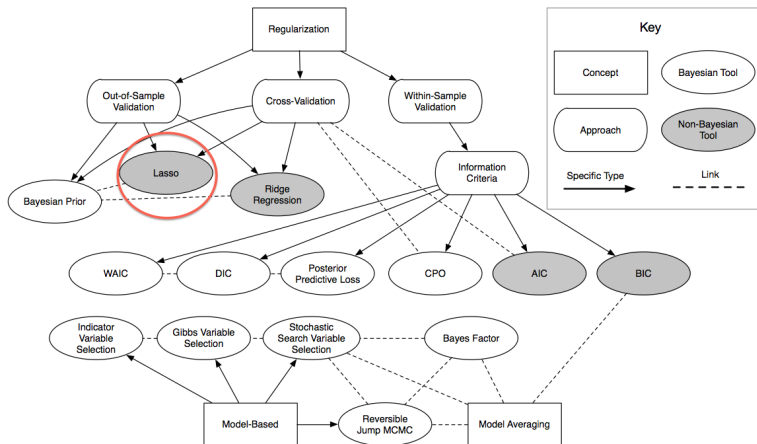 Regularization
Key
Concept
Bayesian Tool
Out-of-Sample
Validation
Cross-Validation
Within-Sample
Validation
Approach
Non-Bayesian
Tool
Specific Type
Link
Lasso
Information
Criteria
Bayesian Prior
Ridge
Regression
WAIC
DIC
Posterior
Predictive Loss
CPO
AIC
BIC
Indicator
Variable
Selection
Gibbs Variable
Selection
Stochastic
Search Variable
Selection
Bayes Factor
Model-Based
Reversible
Jump MCMC
Model Averaging